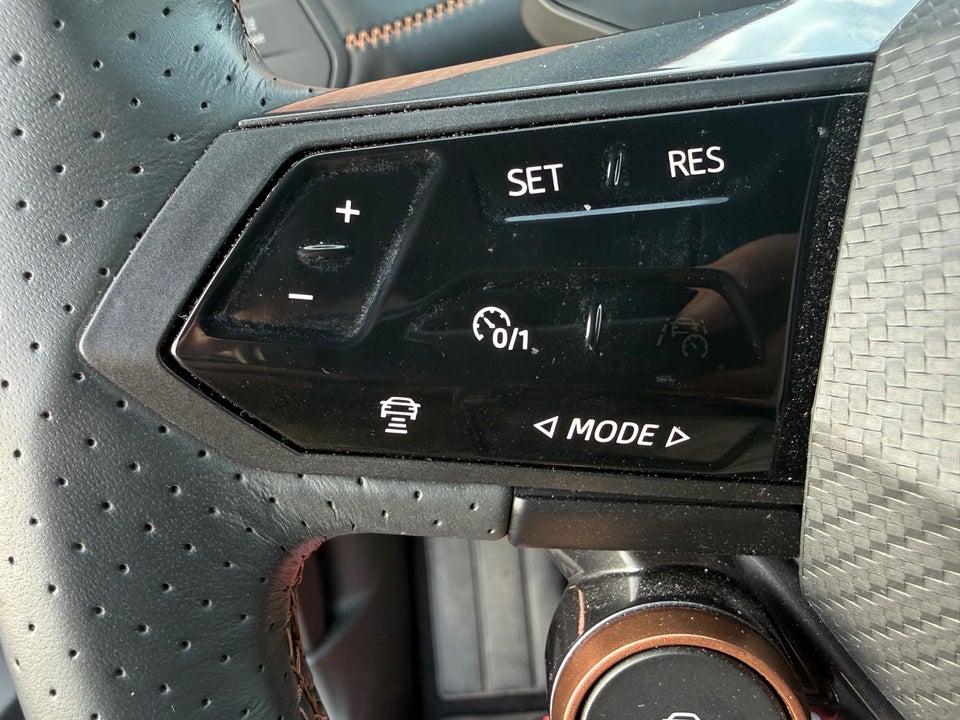 SET RES
+
−
0/1
◁ MODE ▷